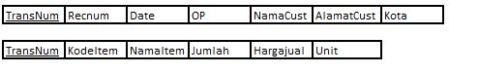 TransNum Recnum Date OP NamaCust AlamatCust Kota
TransNum KodeItem NamaItem Jumlah Hargajual Unit